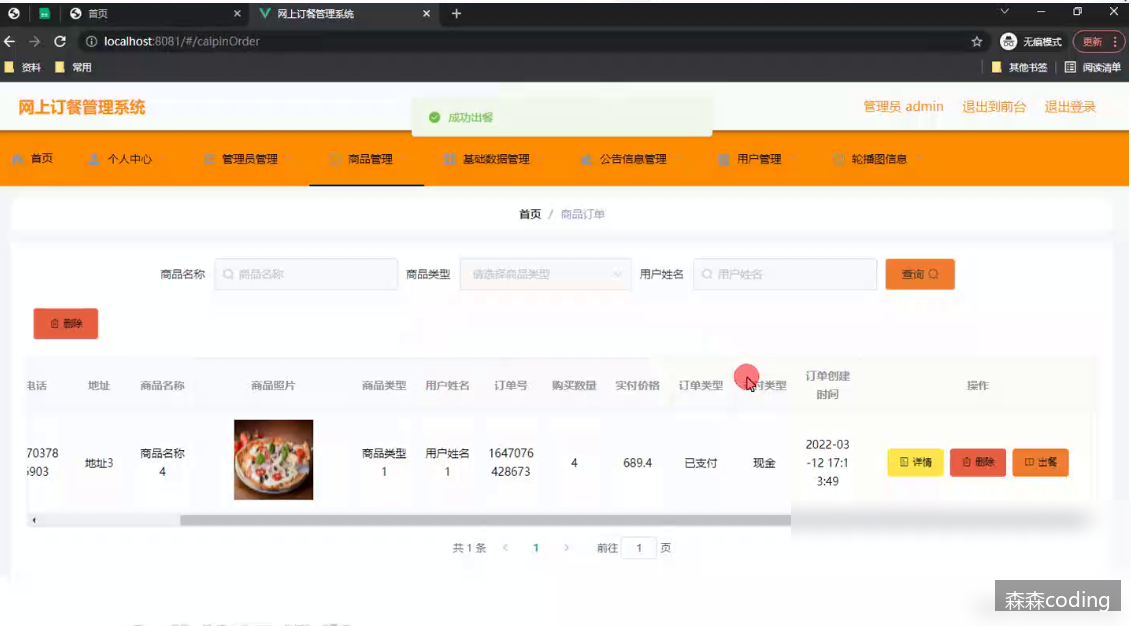 首页
网上订餐管理系统
localhost:8081/#/caipinOrder
无痕模式
更新
资料
常用
其他书签
阅读清单
网上订餐管理系统
成功出餐
管理员 admin
退出到前台
退出登录
首页
个人中心
管理员管理
商品管理
基础数据管理
公告信息管理
用户管理
轮播图信息
首页 / 商品订单
商品名称
商品名称
商品类型
请选择商品类型
用户姓名
用户姓名
查询
删除
电话
地址
商品名称
商品照片
商品类型
用户姓名
订单号
购买数量
实付价格
订单类型
付类型
订单创建
时间
操作
70378
903
地址3
商品名称
4
商品类型
1
用户姓名
1
1647076
428673
4
689.4
已支付
现金
2022-03
-12 17:1
3:49
详情
删除
出餐
共 1 条
1
前往
1
页
森森coding